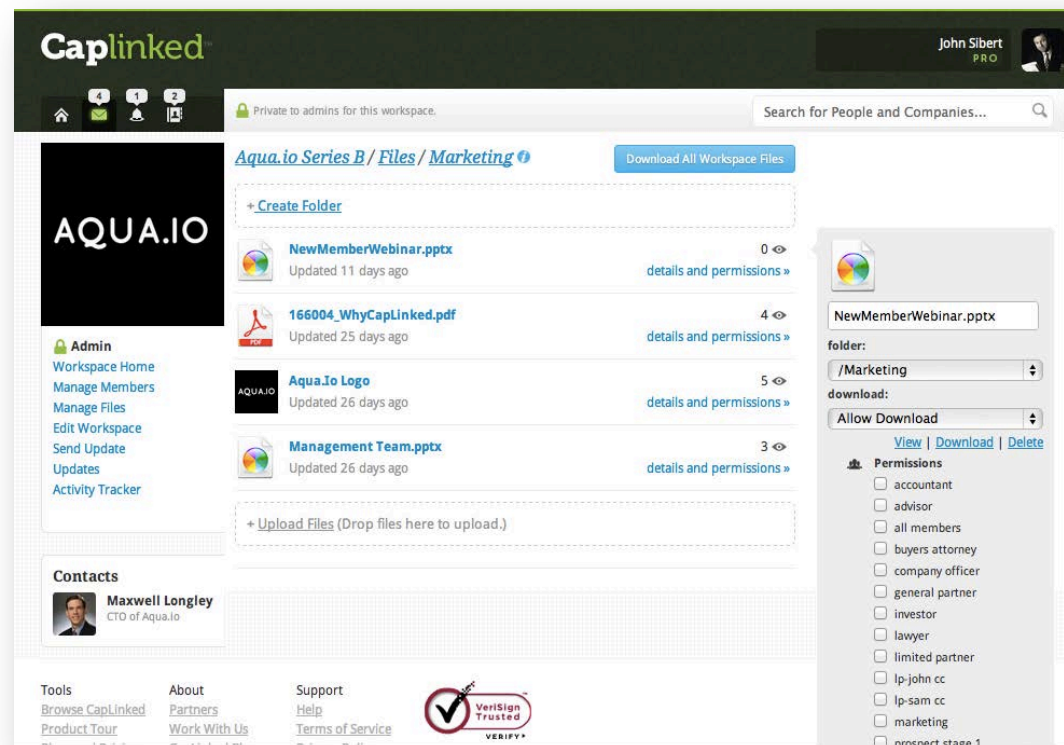 Caplinked
John Sibert
PRO
4
1
2
Private to admins for this workspace.
Search for People and Companies...
AQUA.IO
Aqua.io Series B / Files / Marketing
Download All Workspace Files
+ Create Folder
NewMemberWebinar.pptx
0
Updated 11 days ago
details and permissions »
PDF
166004_WhyCapLinked.pdf
4
Updated 25 days ago
details and permissions »
AQUA.IO
Aqua.Io Logo
5
Updated 26 days ago
details and permissions »
Management Team.pptx
3
Updated 26 days ago
details and permissions »
+ Upload Files (Drop files here to upload.)
Admin
Workspace Home
Manage Members
Manage Files
Edit Workspace
Send Update
Updates
Activity Tracker
Contacts
Maxwell Longley
CTO of Aqua.io
NewMemberWebinar.pptx
folder:
/Marketing
download:
Allow Download
View | Download | Delete
Permissions
accountant
advisor
all members
buyers attorney
company officer
general partner
investor
lawyer
limited partner
lp-john cc
lp-sam cc
marketing
prospect stage 1
Tools
Browse CapLinked
Product Tour
About
Partners
Work With Us
Support
Help
Terms of Service
VeriSign
Trusted
VERIFY